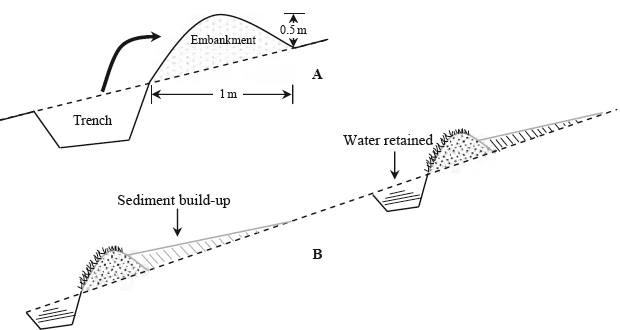 0.5 m
Embankment
A
1 m
Trench
Water retained
Sediment build-up
B